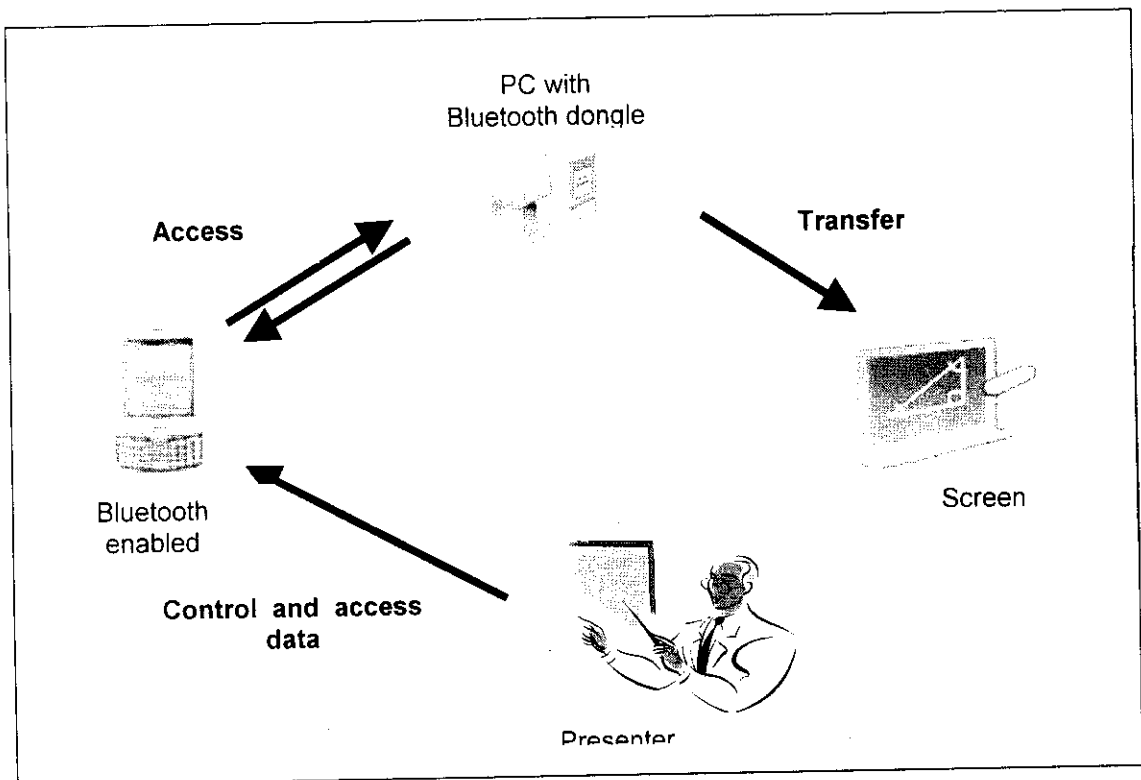 PC with
Bluetooth dongle
Access
Transfer
Bluetooth
enabled
Screen
Control and access
data
Presenter